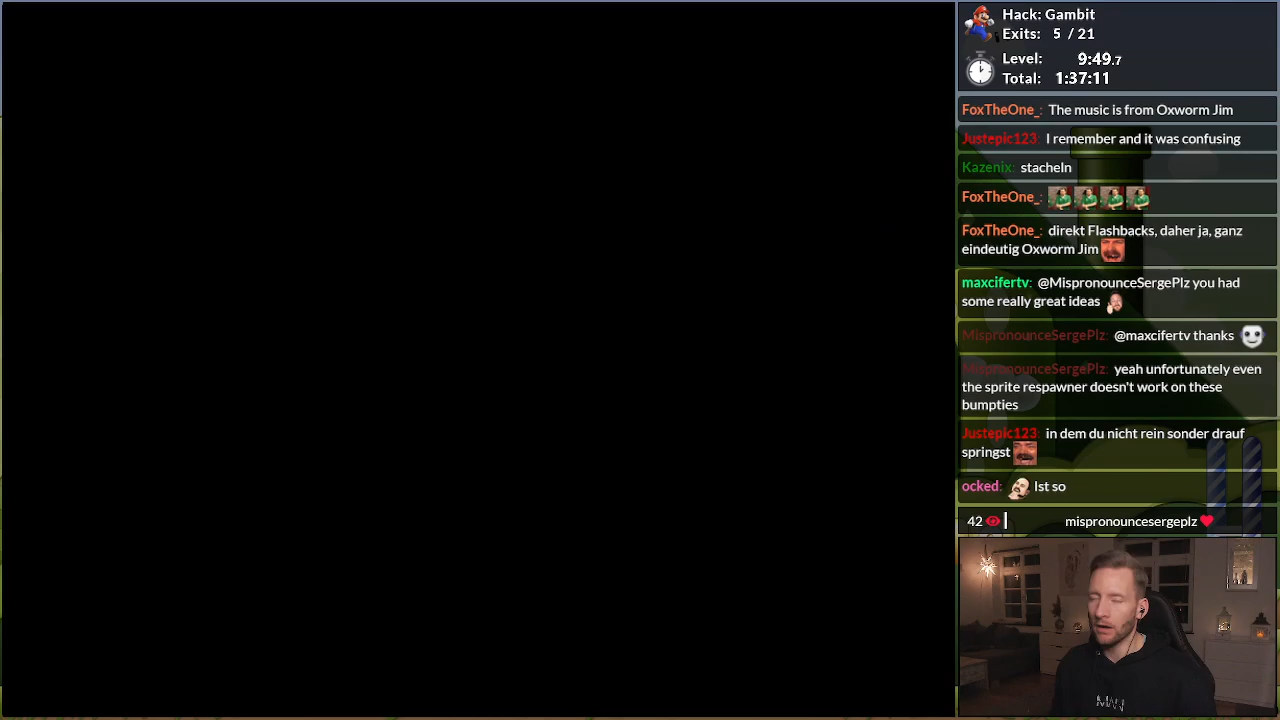 Hack: Gambit
Exits: 5 / 21
Level: 9:49.7
Total: 1:37:11
FoxTheOne_: The music is from Oxworm Jim
Justepic123: I remember and it was confusing
Kazenix: stacheln
FoxTheOne_:
FoxTheOne_: direkt Flashbacks, daher ja, ganz
eindeutig Oxworm Jim
maxcifertv: @MispronounceSergePlz you had
some really great ideas
MispronounceSergePlz: @maxcifertv thanks
MispronounceSergePlz: yeah unfortunately even
the sprite respawner doesn't work on these
bumpties
Justepic123: in dem du nicht rein sonder drauf
springst
ocked: Ist so
42 mispronouncesergeplz